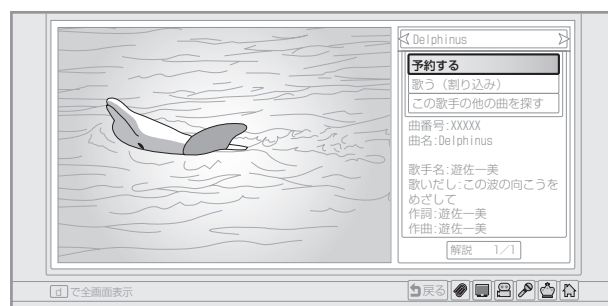 Delphinus
予約する
歌う（割り込み）
この歌手の他の曲を探す
曲番号:XXXXX
曲名:Delphinus
歌手名:遊佐一美
歌いだし:この波の向こうを
めざして
作詞:遊佐一美
作曲:遊佐一美
解説 1／1
d で全画面表示
戻る